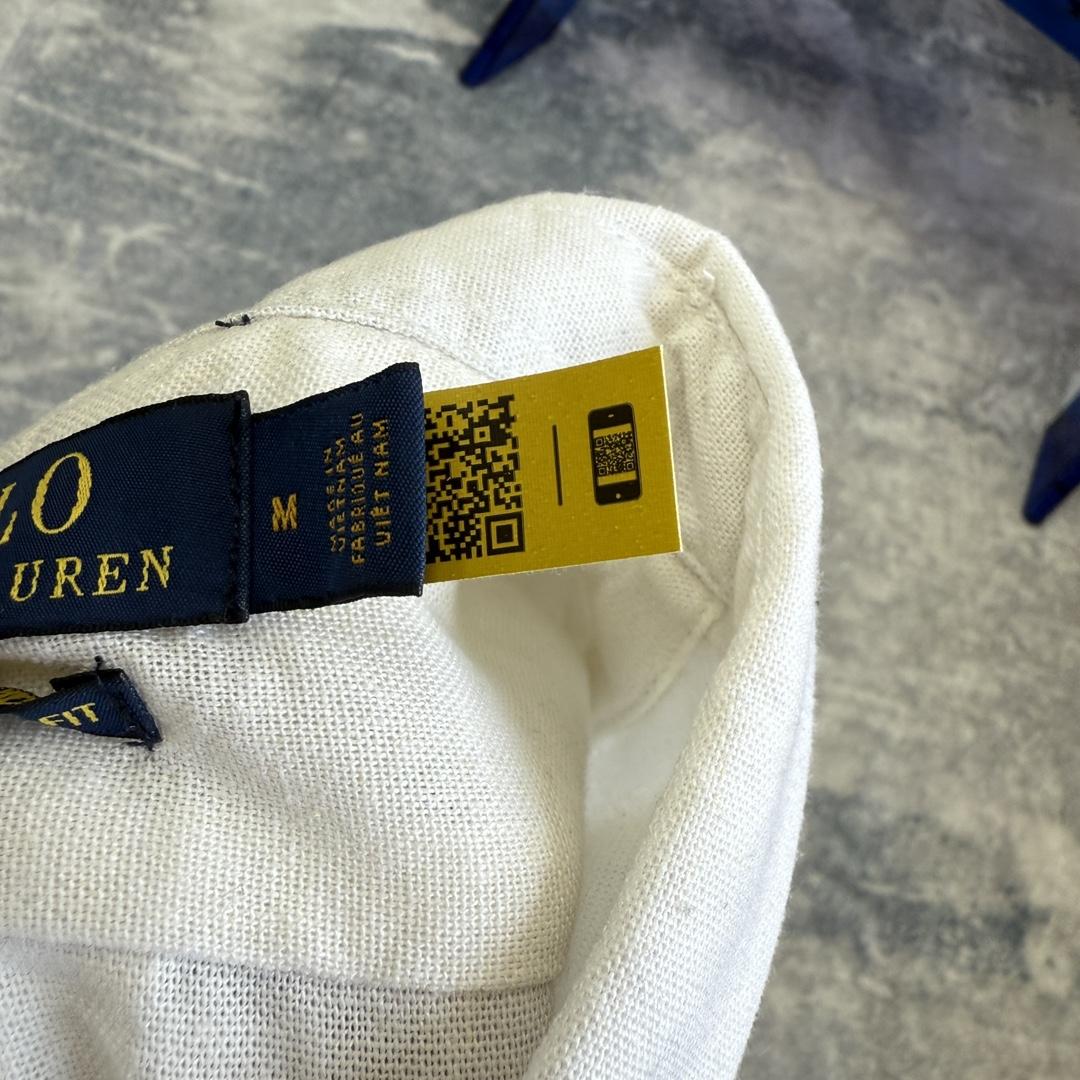 LO
UREN
M
MADE IN
VIETNAM
FABRIQUÉ AU
VIÊT NAM
FIT